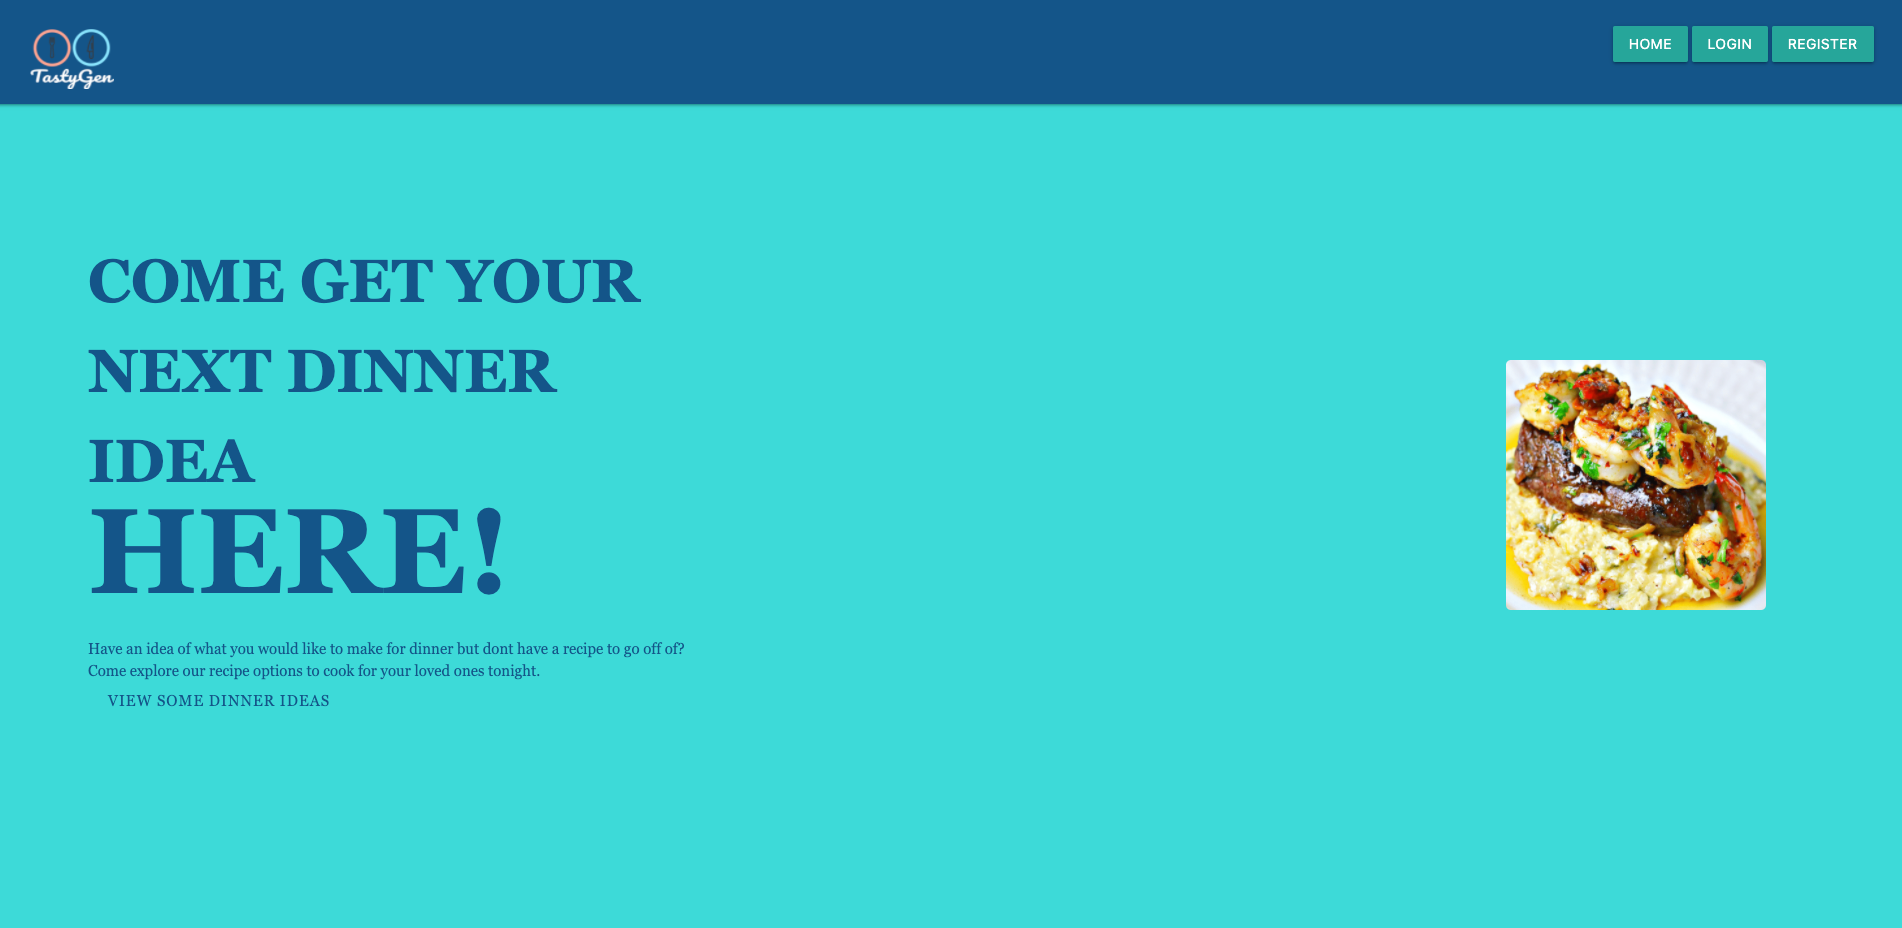 TastyGen
HOME LOGIN REGISTER
COME GET YOUR
NEXT DINNER
IDEA
HERE!
Have an idea of what you would like to make for dinner but dont have a recipe to go off of?
Come explore our recipe options to cook for your loved ones tonight.
VIEW SOME DINNER IDEAS